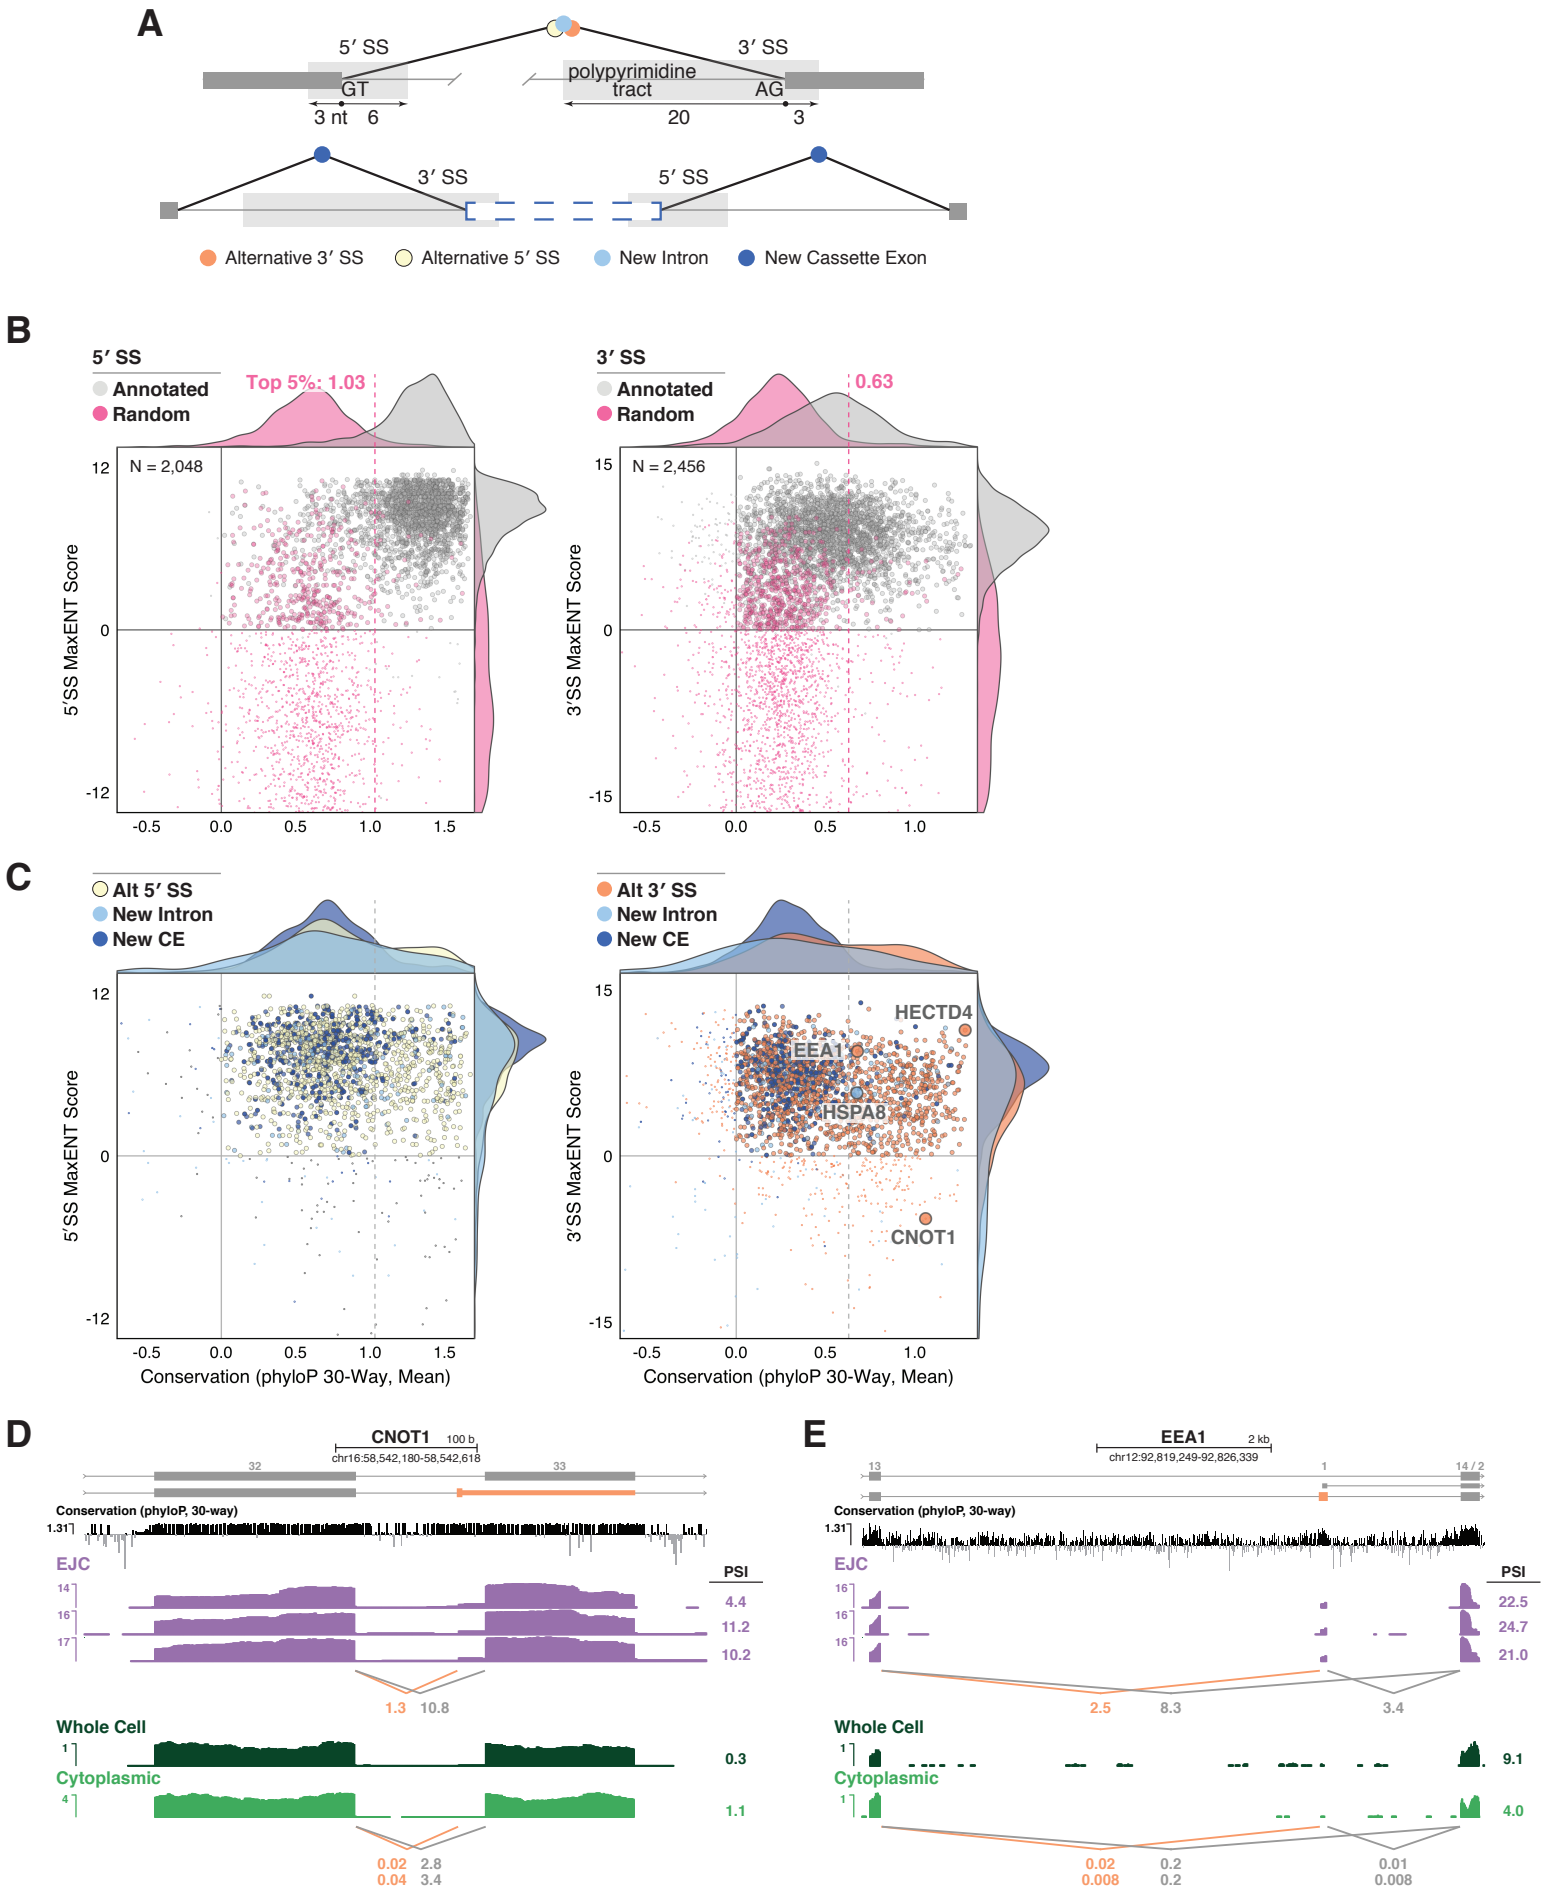 A
5′ SS
3′ SS
polypyrimidine
tract
GT
AG
3 nt 6
20
3
3′ SS
5′ SS
Alternative 3′ SS
Alternative 5′ SS
New Intron
New Cassette Exon
B
5′ SS
Annotated
Random
Top 5%: 1.03
N = 2,048
12
0
-12
5′SS MaxENT Score
-0.5 0.0 0.5 1.0 1.5
3′ SS
Annotated
Random
0.63
N = 2,456
15
0
-15
3′SS MaxENT Score
-0.5 0.0 0.5 1.0
C
Alt 5′ SS
New Intron
New CE
12
0
-12
5′SS MaxENT Score
-0.5 0.0 0.5 1.0 1.5
Conservation (phyloP 30-Way, Mean)
Alt 3′ SS
New Intron
New CE
15
0
-15
3′SS MaxENT Score
HECTD4
EEA1
HSPA8
CNOT1
-0.5 0.0 0.5 1.0
Conservation (phyloP 30-Way, Mean)
D
CNOT1
100 b
chr16:58,542,180-58,542,618
32
33
Conservation (phyloP, 30-way)
1.31
EJC
PSI
14
4.4
16
11.2
17
10.2
1.3 10.8
Whole Cell
1
0.3
Cytoplasmic
4
1.1
0.02 2.8
0.04 3.4
E
EEA1
2 kb
chr12:92,819,249-92,826,339
13
1
14 / 2
Conservation (phyloP, 30-way)
1.31
EJC
PSI
16
22.5
16
24.7
16
21.0
2.5 8.3 3.4
Whole Cell
1
9.1
Cytoplasmic
1
4.0
0.02 0.2 0.01
0.008 0.2 0.008